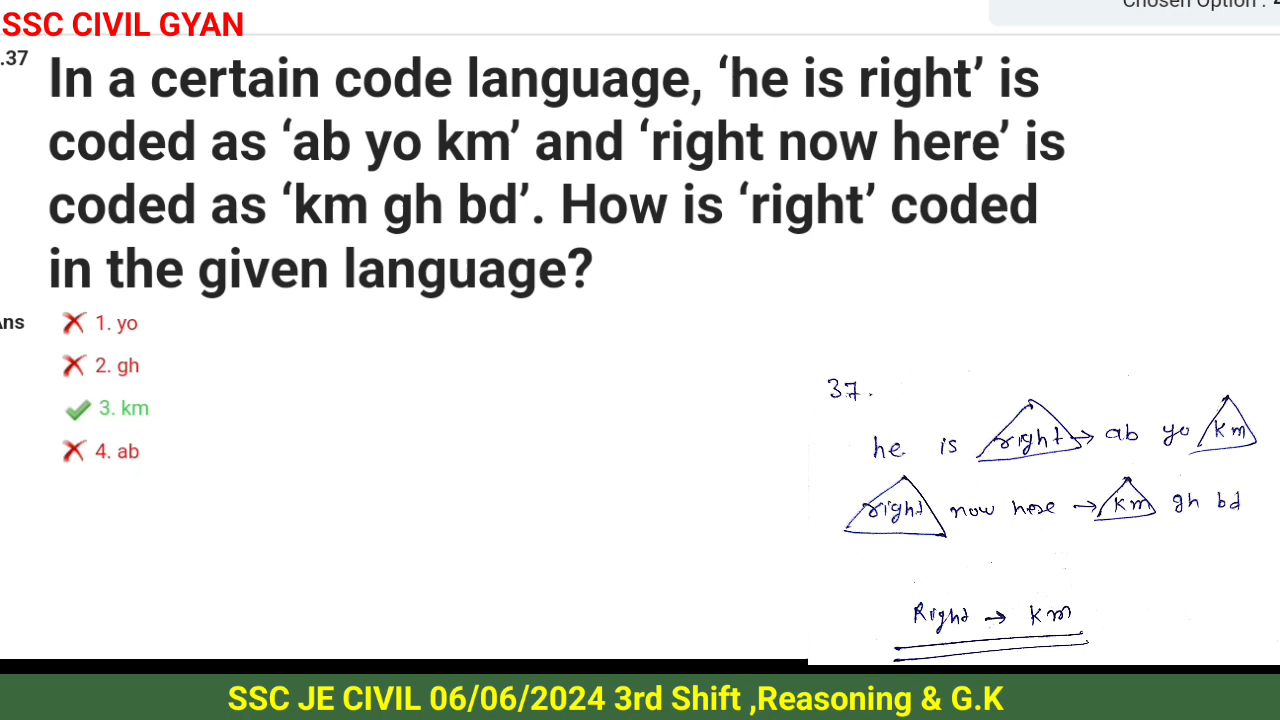 Chosen Option :
SSC CIVIL GYAN
.37 In a certain code language, ‘he is right’ is
coded as ‘ab yo km’ and ‘right now here’ is
coded as ‘km gh bd’. How is ‘right’ coded
in the given language?
Ans 1. yo
2. gh
3. km
4. ab
37.
he is right → ab yo km
right now here → km gh bd
Right → km
SSC JE CIVIL 06/06/2024 3rd Shift ,Reasoning & G.K